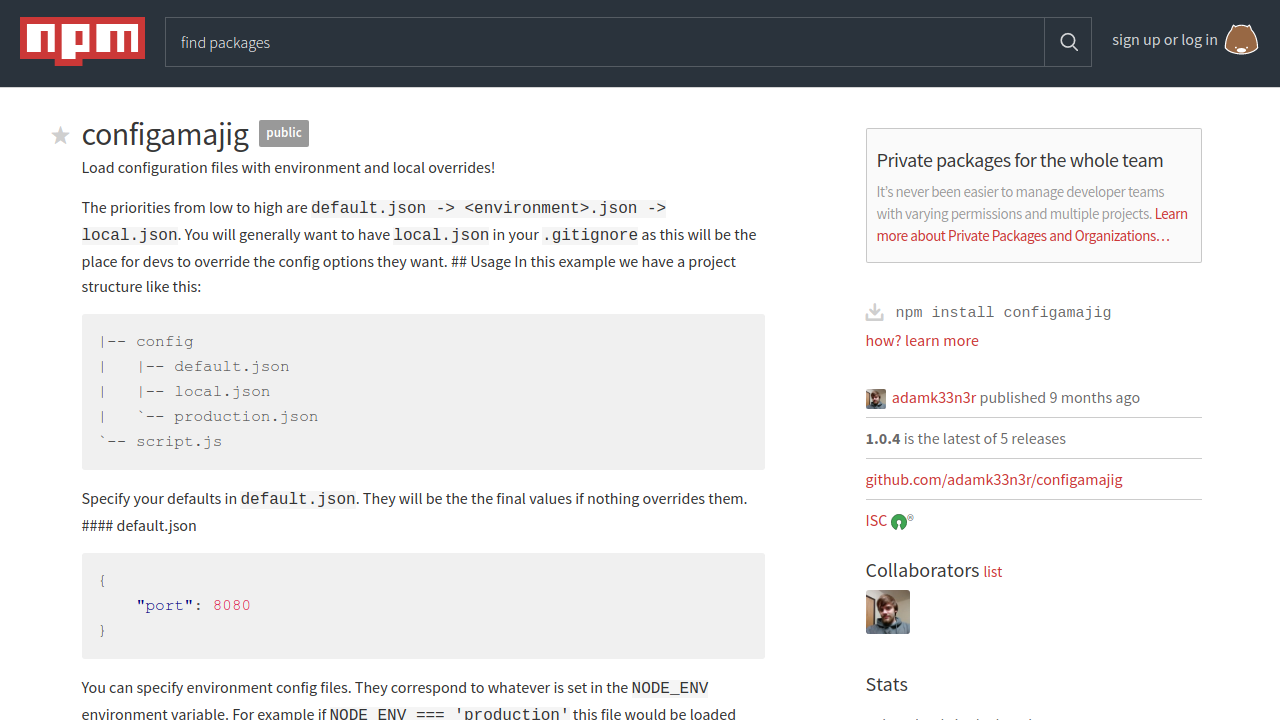 npm
find packages
sign up or log in
configamajig public
Load configuration files with environment and local overrides!
The priorities from low to high are default.json -> <environment>.json ->
local.json. You will generally want to have local.json in your .gitignore as this will be the
place for devs to override the config options they want. ## Usage In this example we have a project
structure like this:
|-- config
|   |-- default.json
|   |-- local.json
|   `-- production.json
`-- script.js
Specify your defaults in default.json. They will be the the final values if nothing overrides them.
#### default.json
{
    "port": 8080
}
You can specify environment config files. They correspond to whatever is set in the NODE_ENV
environment variable. For example if NODE_ENV === 'production' this file would be loaded
Private packages for the whole team
It's never been easier to manage developer teams
with varying permissions and multiple projects. Learn
more about Private Packages and Organizations…
npm install configamajig
how? learn more
adamk33n3r published 9 months ago
1.0.4 is the latest of 5 releases
github.com/adamk33n3r/configamajig
ISC ®
Collaborators list
Stats